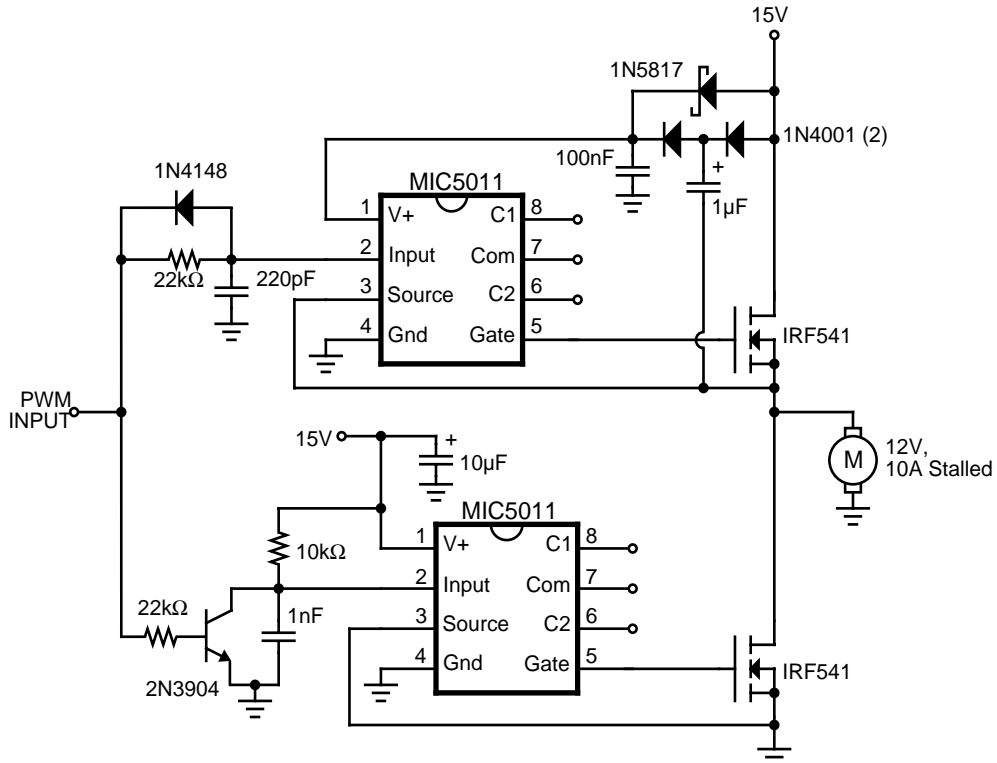 15V
1N5817
1N4001 (2)
100nF
+
1µF
1N4148
MIC5011
1 V+ C1 8
2 Input Com 7
3 Source C2 6
4 Gnd Gate 5
22kΩ
220pF
IRF541
PWM
INPUT
15V
+
10µF
M
12V,
10A Stalled
MIC5011
10kΩ
1 V+ C1 8
2 Input Com 7
3 Source C2 6
4 Gnd Gate 5
22kΩ
1nF
2N3904
IRF541